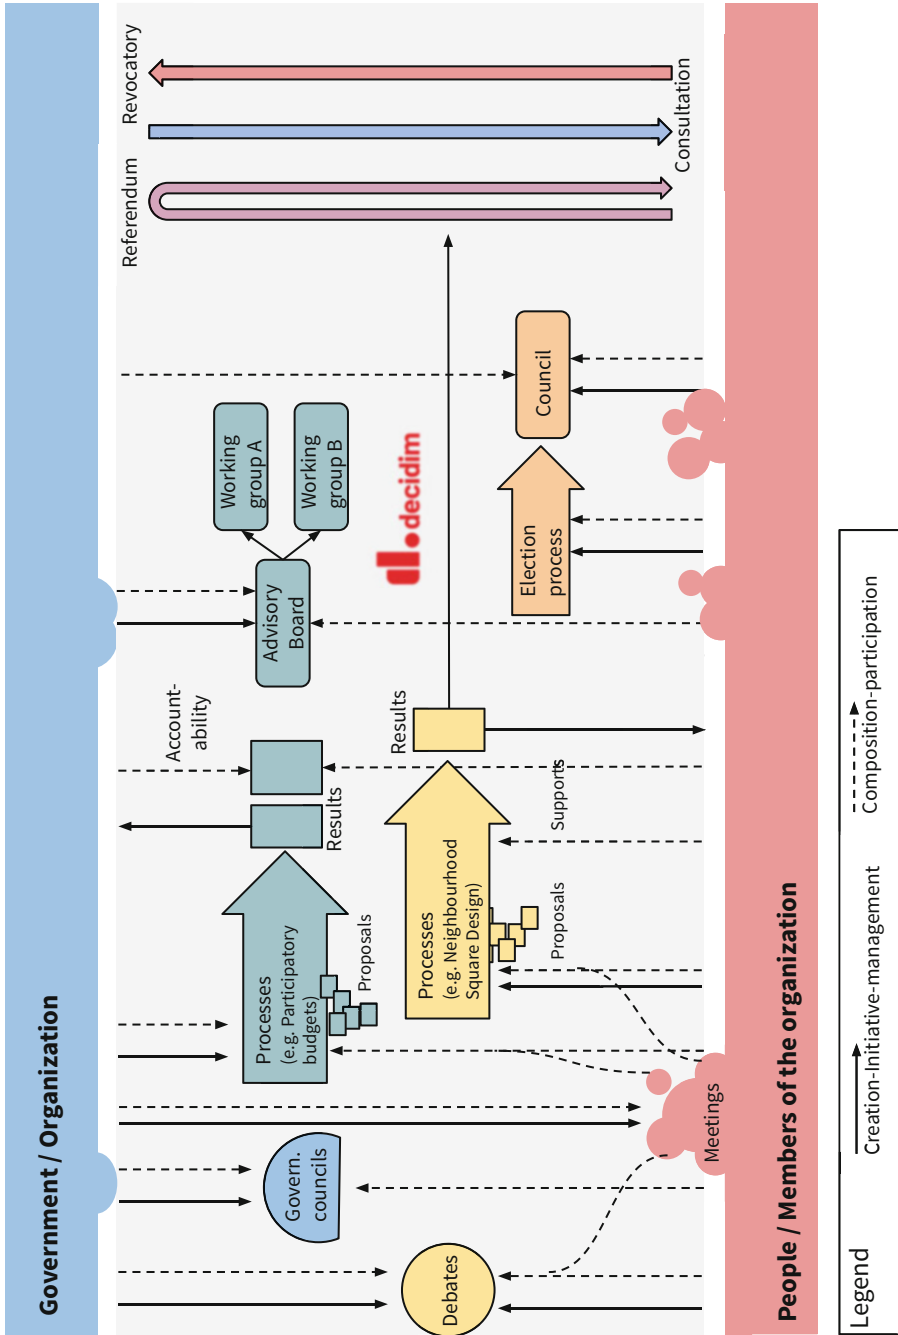 Government / Organization
Debates
Govern.
councils
Processes
(e.g. Participatory
budgets)
Proposals
Results
Account-
ability
Advisory
Board
Working
group A
Working
group B
Referendum
Revocatory
Consultation
Processes
(e.g. Neighbourhood
Square Design)
Proposals
Supports
Results
decidim
Election
process
Council
Meetings
People / Members of the organization
Legend
Creation-Initiative-management
Composition-participation